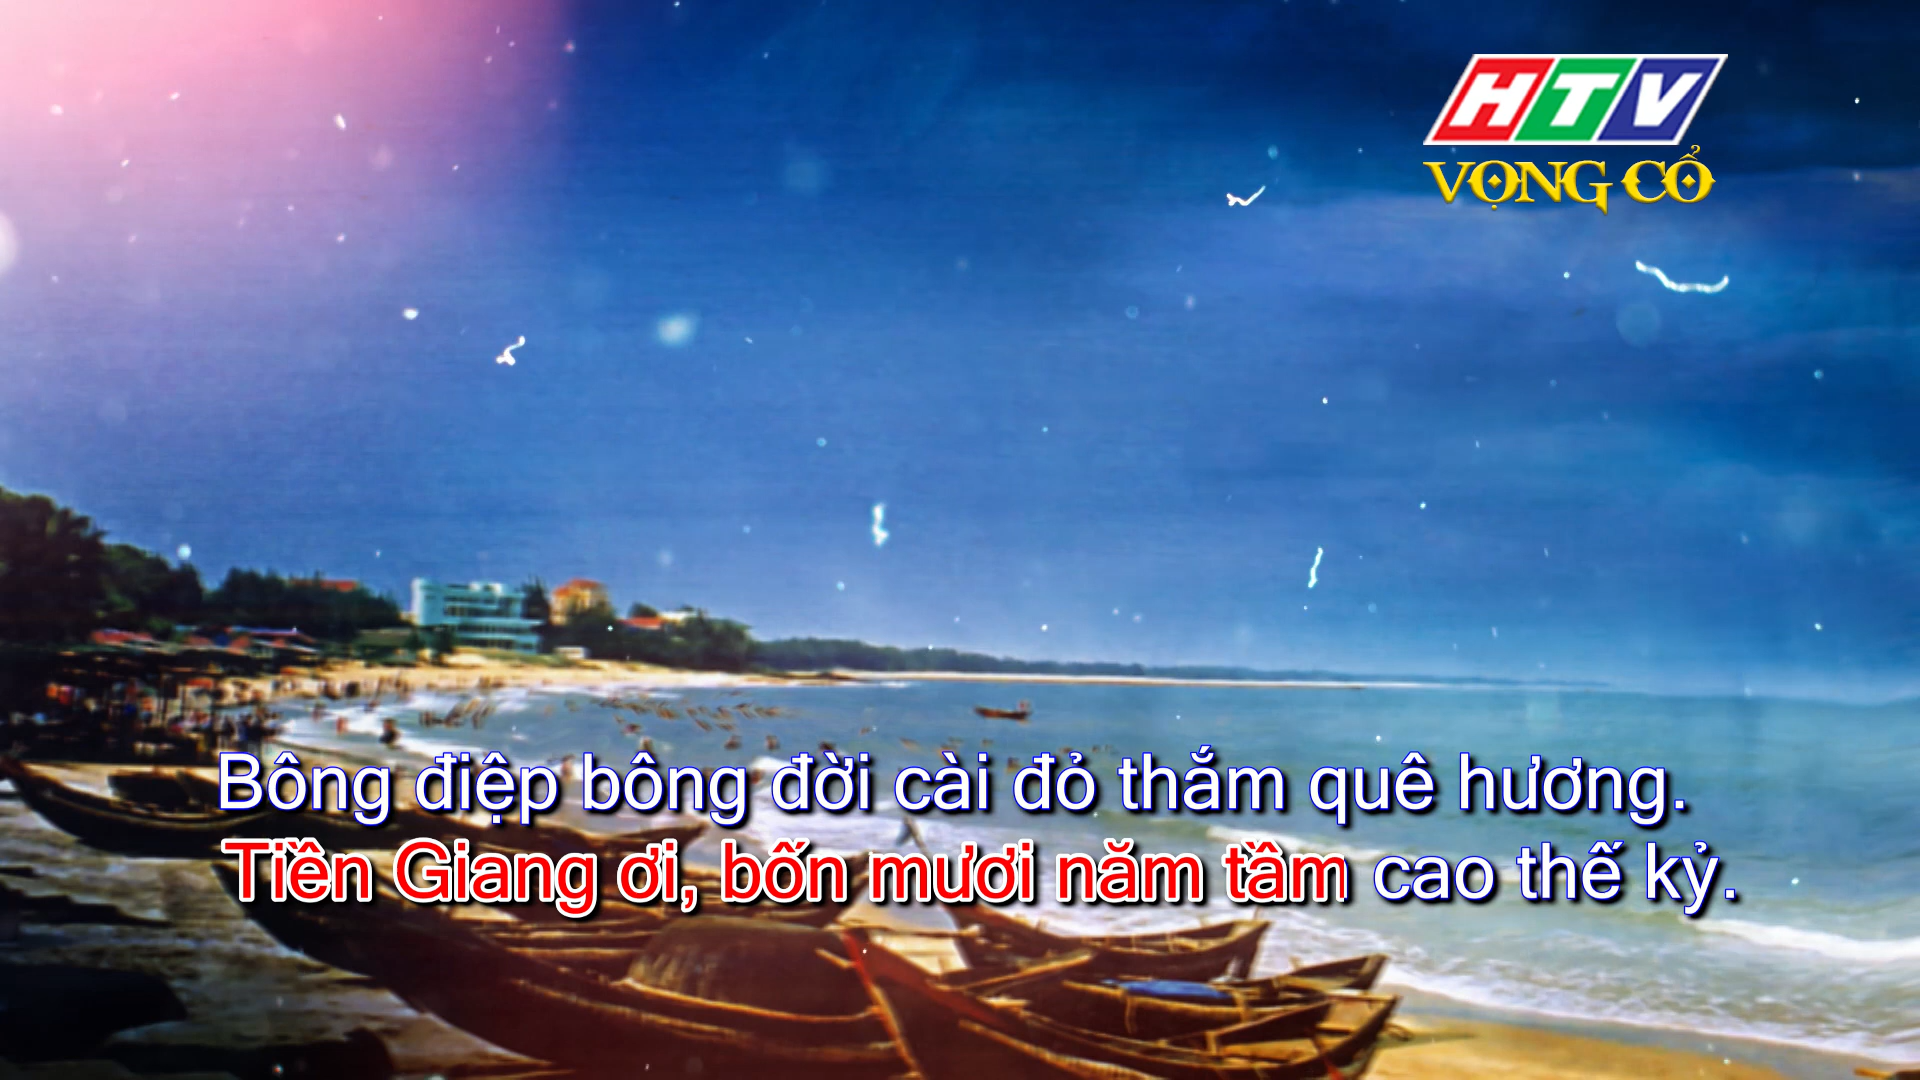 HTV
VỌNG CỔ
Bông điệp bông đời cài đỏ thắm quê hương.
Tiền Giang ơi, bốn mươi năm tầm cao thế kỷ.